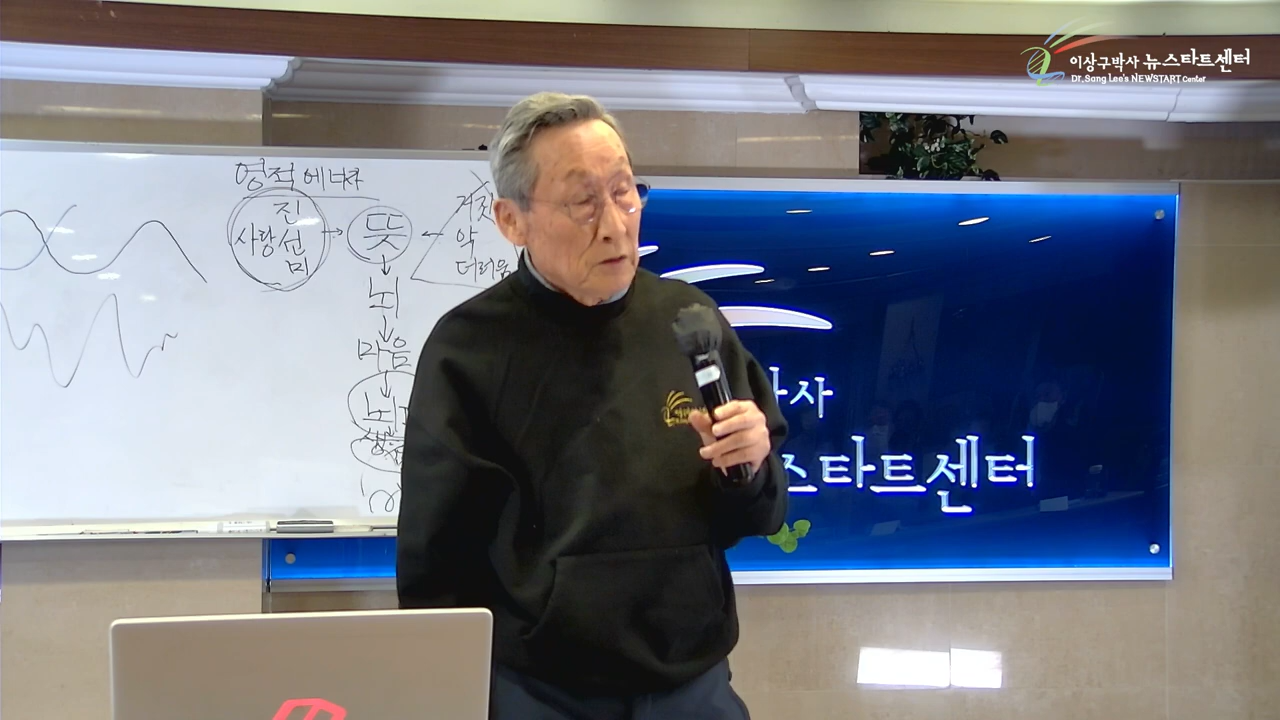 이상구박사 뉴스타트센터
Dr. Sang Lee's NEWSTART Center
영적 에너지
진
사랑 선
미
뜻
거짓
악
더러움
뇌
마음
뇌
사
스타트센터